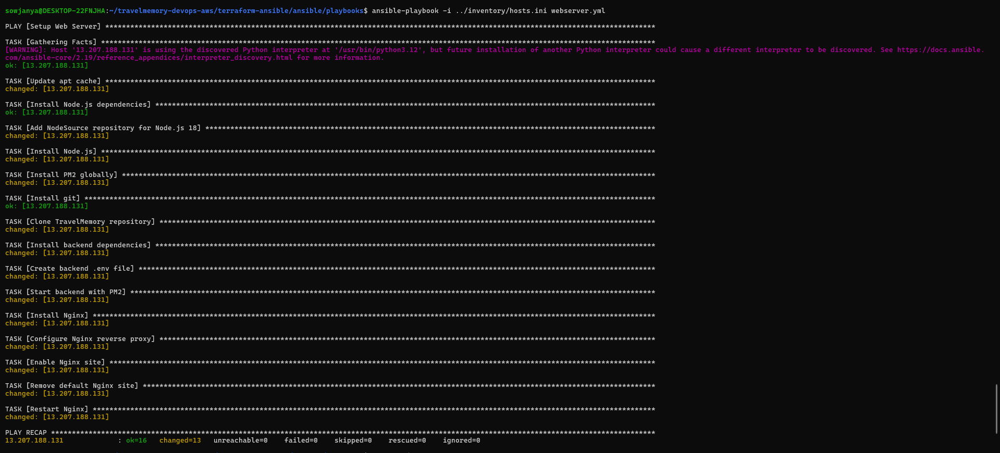 sowjanya@DESKTOP-22FNJHA:~/travelmemory-devops-aws/terraform-ansible/ansible/playbooks$ ansible-playbook -i ../inventory/hosts.ini webserver.yml
PLAY [Setup Web Server] ************************************************************************************************************************************
TASK [Gathering Facts] *************************************************************************************************************************************
[WARNING]: Host '13.207.188.131' is using the discovered Python interpreter at '/usr/bin/python3.12', but future installation of another Python interpreter could cause a different interpreter to be discovered. See https://docs.ansible.
com/ansible-core/2.19/reference_appendices/interpreter_discovery.html for more information.
ok: [13.207.188.131]
TASK [Update apt cache] ************************************************************************************************************************************
changed: [13.207.188.131]
TASK [Install Node.js dependencies] ************************************************************************************************************************
ok: [13.207.188.131]
TASK [Add NodeSource repository for Node.js 18] ************************************************************************************************************
changed: [13.207.188.131]
TASK [Install Node.js] *************************************************************************************************************************************
changed: [13.207.188.131]
TASK [Install PM2 globally] ********************************************************************************************************************************
changed: [13.207.188.131]
TASK [Install git] *****************************************************************************************************************************************
ok: [13.207.188.131]
TASK [Clone TravelMemory repository] ***********************************************************************************************************************
changed: [13.207.188.131]
TASK [Install backend dependencies] ************************************************************************************************************************
changed: [13.207.188.131]
TASK [Create backend .env file] ****************************************************************************************************************************
changed: [13.207.188.131]
TASK [Start backend with PM2] ******************************************************************************************************************************
changed: [13.207.188.131]
TASK [Install Nginx] ***************************************************************************************************************************************
changed: [13.207.188.131]
TASK [Configure Nginx reverse proxy] ***********************************************************************************************************************
changed: [13.207.188.131]
TASK [Enable Nginx site] ***********************************************************************************************************************************
changed: [13.207.188.131]
TASK [Remove default Nginx site] ***************************************************************************************************************************
changed: [13.207.188.131]
TASK [Restart Nginx] ***************************************************************************************************************************************
changed: [13.207.188.131]
PLAY RECAP *************************************************************************************************************************************************
13.207.188.131             : ok=16   changed=13   unreachable=0    failed=0    skipped=0    rescued=0    ignored=0